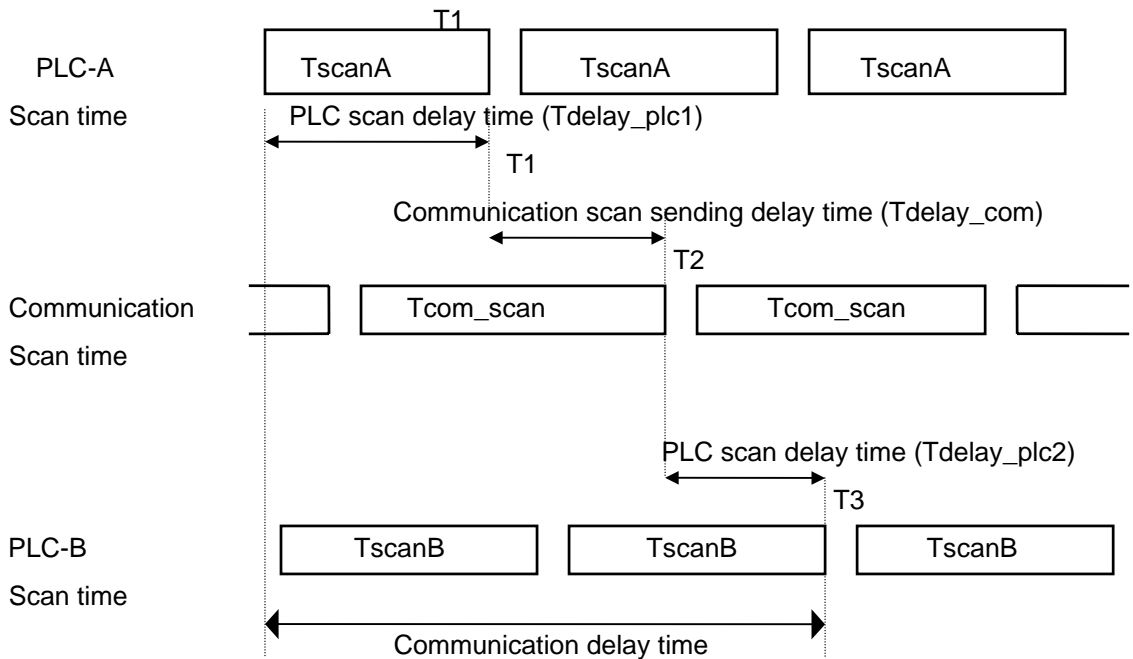 T1
PLC-A TscanA TscanA TscanA
Scan time PLC scan delay time (Tdelay_plc1)
T1
Communication scan sending delay time (Tdelay_com)
T2
Communication Tcom_scan Tcom_scan
Scan time
PLC scan delay time (Tdelay_plc2)
T3
PLC-B TscanB TscanB TscanB
Scan time
Communication delay time